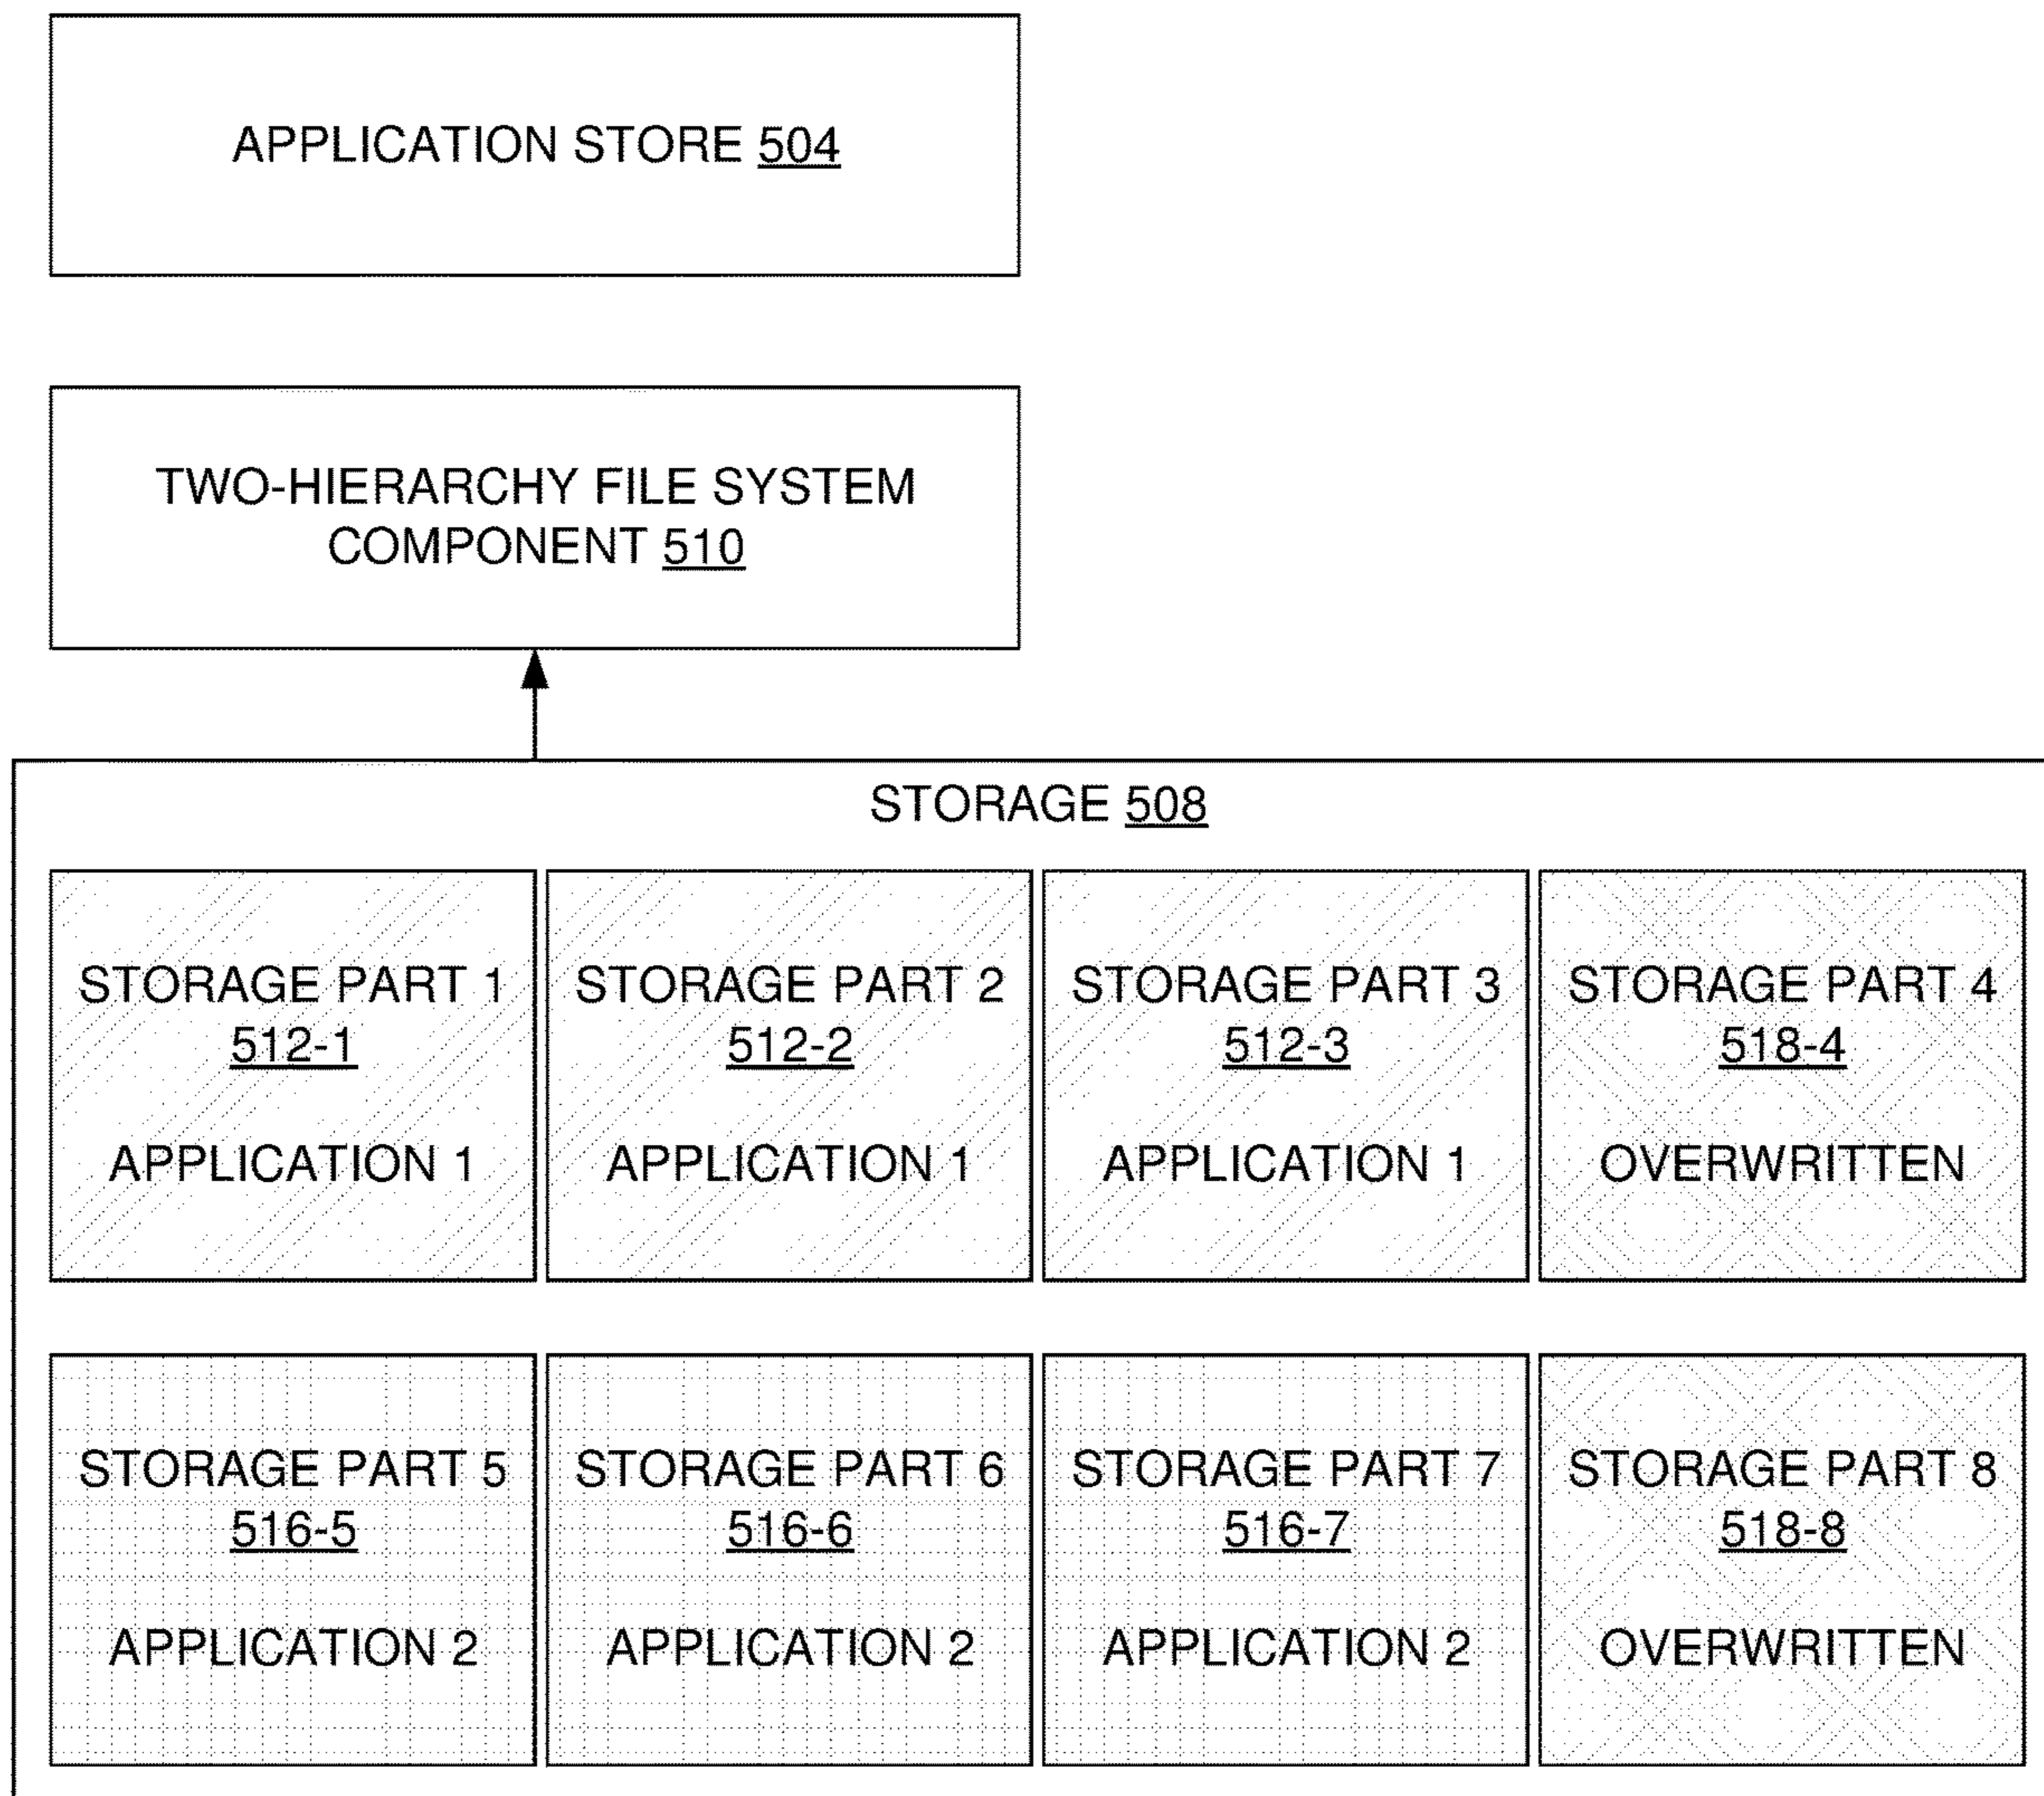 APPLICATION STORE 504
TWO-HIERARCHY FILE SYSTEM
COMPONENT 510
STORAGE 508
STORAGE PART 1
512-1
APPLICATION 1
STORAGE PART 2
512-2
APPLICATION 1
STORAGE PART 3
512-3
APPLICATION 1
STORAGE PART 4
518-4
OVERWRITTEN
STORAGE PART 5
516-5
APPLICATION 2
STORAGE PART 6
516-6
APPLICATION 2
STORAGE PART 7
516-7
APPLICATION 2
STORAGE PART 8
518-8
OVERWRITTEN